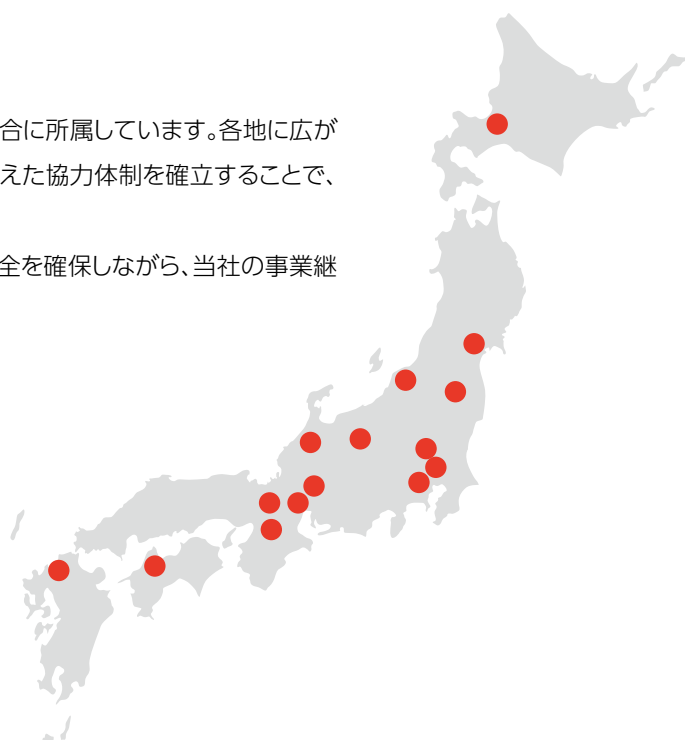 合に所属しています。各地に広が
えた協力体制を確立することで、
全を確保しながら、当社の事業継